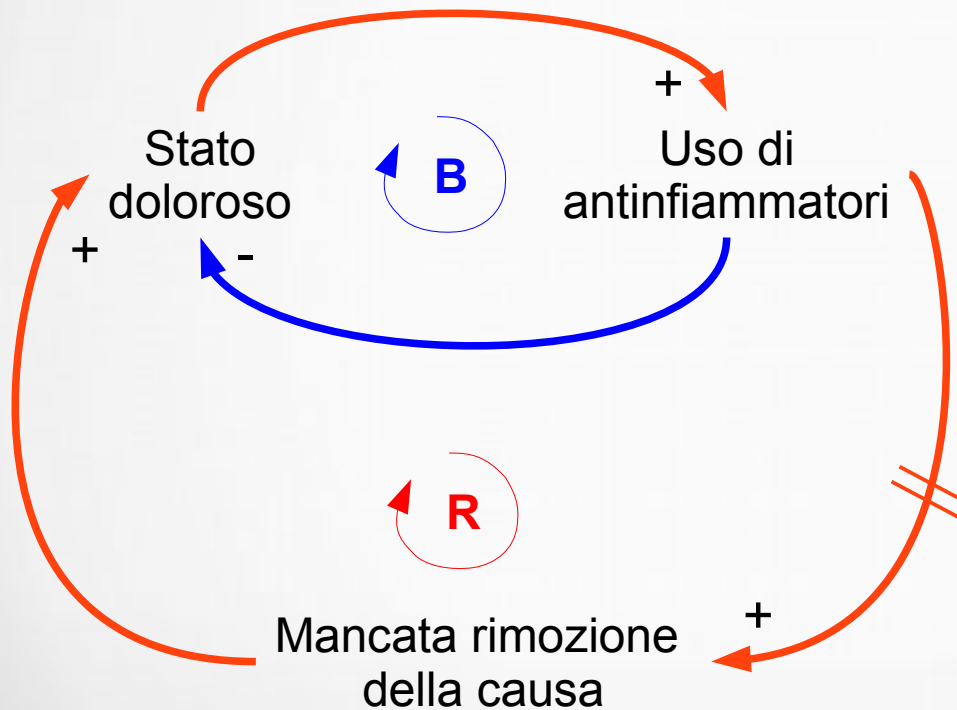 +
Stato
doloroso
B
Uso di
antinfiammatori
+
-
R
+
Mancata rimozione
della causa